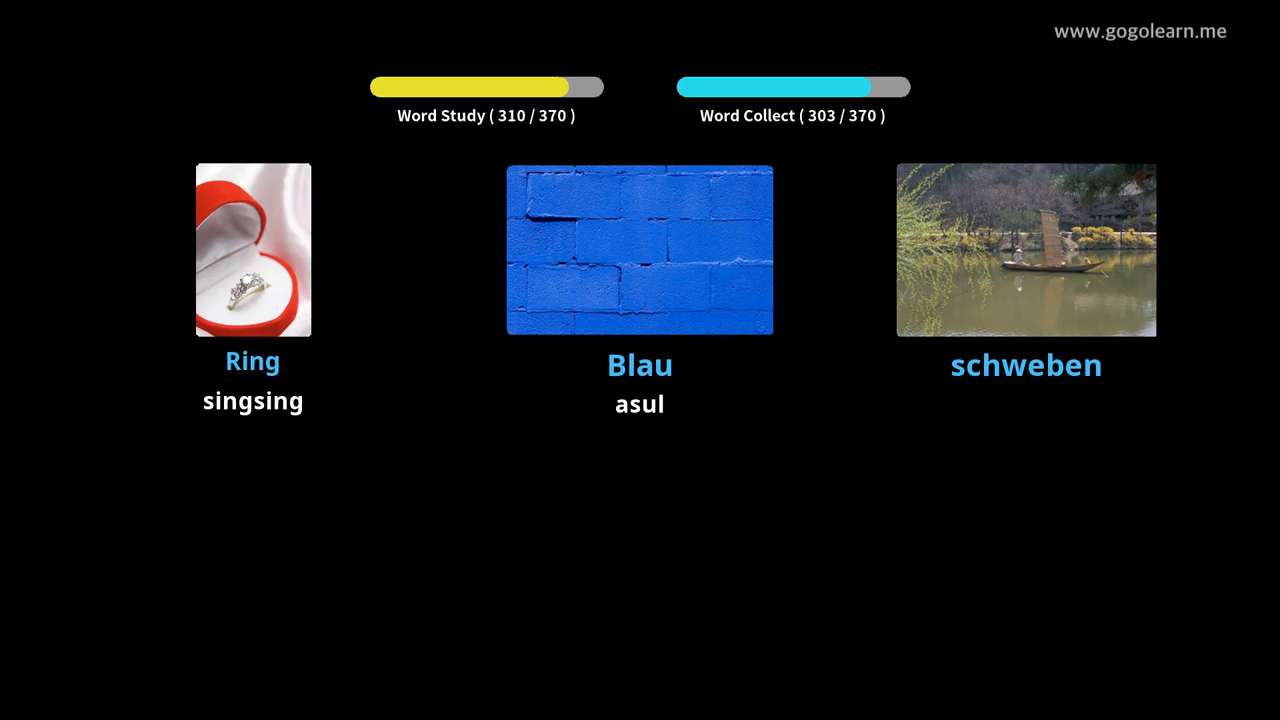 www.gogolearn.me
Word Study ( 310 / 370 )
Word Collect ( 303 / 370 )
Ring
singsing
Blau
asul
schweben